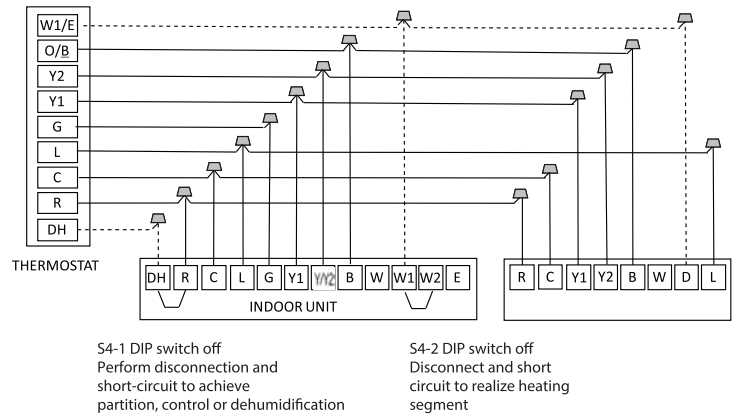 W1/E
O/B
Y2
Y1
G
L
C
R
DH
THERMOSTAT
DH R C L G Y1 Y/Y2 B W W1 W2 E
INDOOR UNIT
R C Y1 Y2 B W D L
S4-1 DIP switch off
Perform disconnection and
short-circuit to achieve
partition, control or dehumidification
S4-2 DIP switch off
Disconnect and short
circuit to realize heating
segment